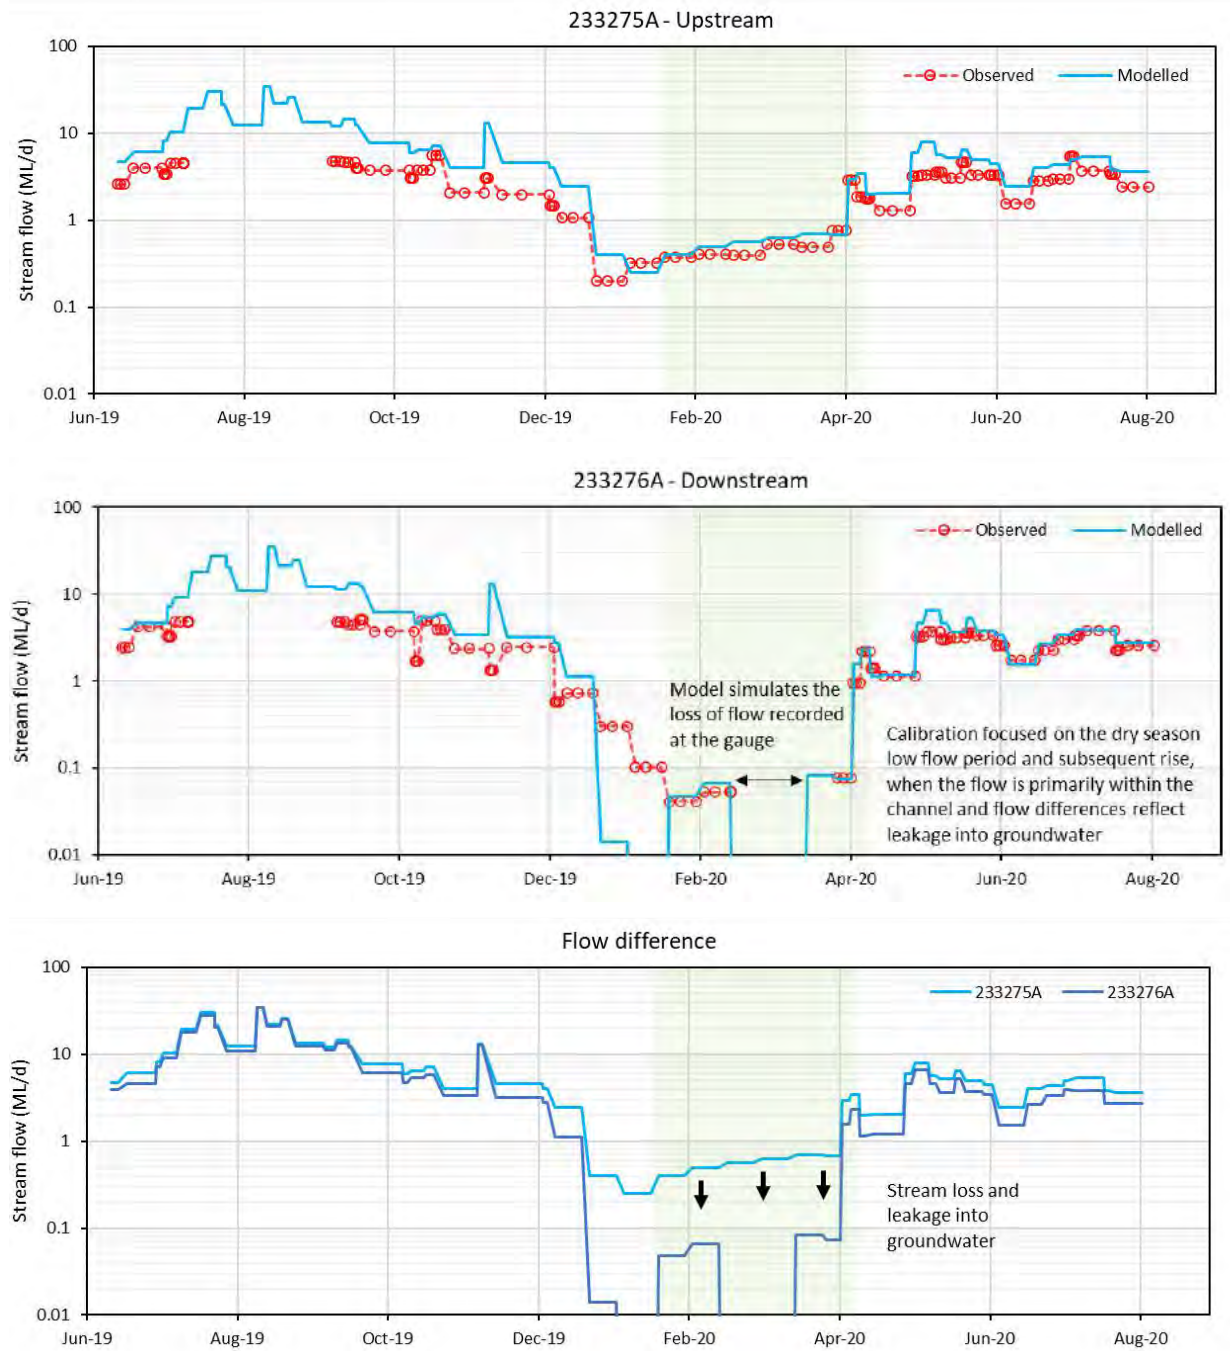 233275A - Upstream
100
Observed
Modelled
10
1
0.1
0.01
Stream flow (ML/d)
Jun-19
Aug-19
Oct-19
Dec-19
Feb-20
Apr-20
Jun-20
Aug-20
233276A - Downstream
100
Observed
Modelled
10
1
0.1
0.01
Stream flow (ML/d)
Model simulates the
loss of flow recorded
at the gauge
Calibration focused on the dry season
low flow period and subsequent rise,
when the flow is primarily within the
channel and flow differences reflect
leakage into groundwater
Jun-19
Aug-19
Oct-19
Dec-19
Feb-20
Apr-20
Jun-20
Aug-20
Flow difference
100
233275A
233276A
10
1
0.1
0.01
Stream flow (ML/d)
Stream loss and
leakage into
groundwater
Jun-19
Aug-19
Oct-19
Dec-19
Feb-20
Apr-20
Jun-20
Aug-20